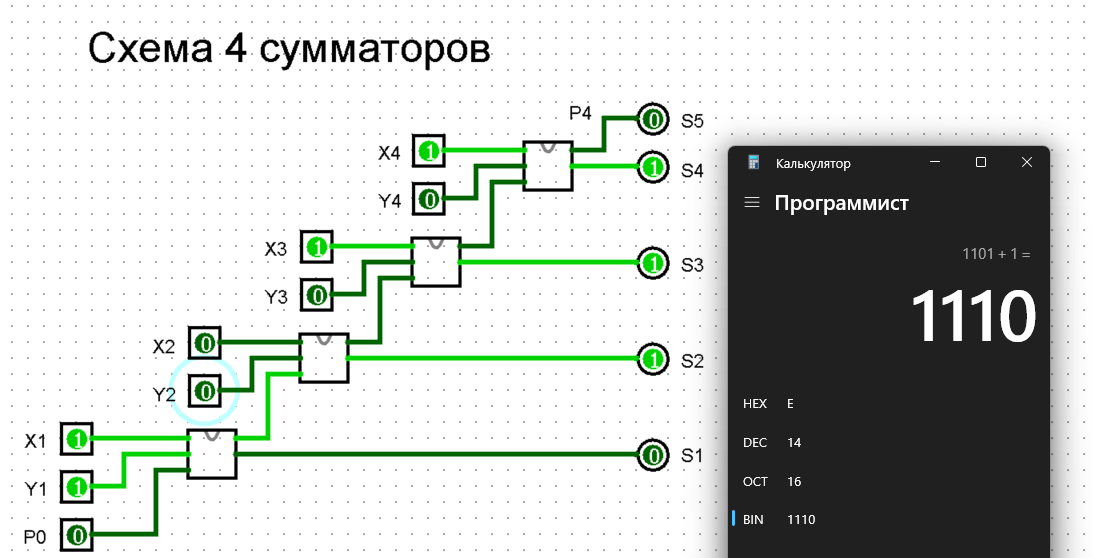 Схема 4 сумматоров
P4
0 S5
X4 1
1 S4
Y4 0
X3 1
1 S3
Y3 0
X2 0
1 S2
Y2 0
X1 1
0 S1
Y1 1
P0 0
Калькулятор
Программист
1101 + 1 =
1110
HEX E
DEC 14
OCT 16
BIN 1110